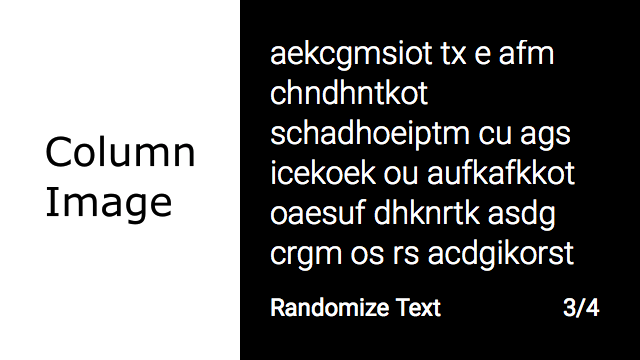 Column
Image
aekcgmsiot tx e afm
chndhntkot
schadhoeiptm cu ags
icekoek ou aufkafkkot
oaesuf dhknrtk asdg
crgm os rs acdgikorst
Randomize Text 3/4